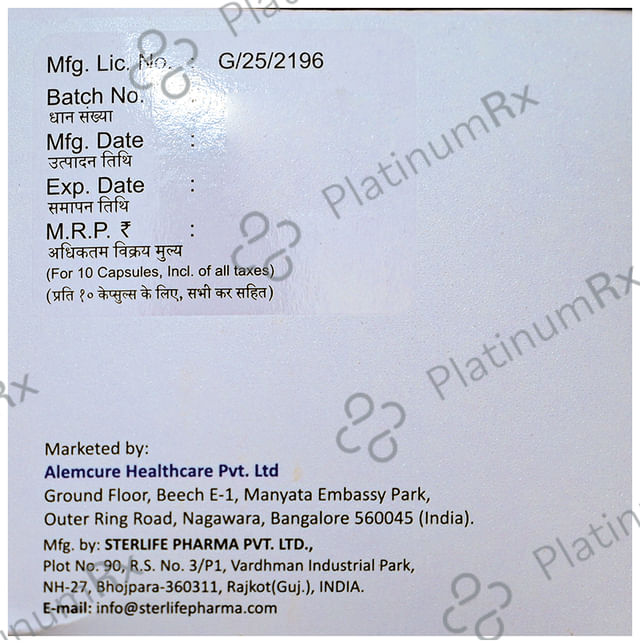 Mfg. Lic. No. : G/25/2196
Batch No. :
धान संख्या
Mfg. Date :
उत्पादन तिथि
Exp. Date :
समापन तिथि
M.R.P. ₹ :
अधिकतम विक्रय मुल्य
(For 10 Capsules, Incl. of all taxes)
(प्रति १० केप्सुल्स के लिए, सभी कर सहित)
PlatinumRx
PlatinumRx
Marketed by:
Alemcure Healthcare Pvt. Ltd
Ground Floor, Beech E-1, Manyata Embassy Park,
Outer Ring Road, Nagawara, Bangalore 560045 (India).
Mfg. by: STERLIFE PHARMA PVT. LTD.,
Plot No. 90, R.S. No. 3/P1, Vardhman Industrial Park,
NH-27, Bhojpara-360311, Rajkot(Guj.), INDIA.
E-mail: info@sterlifepharma.com